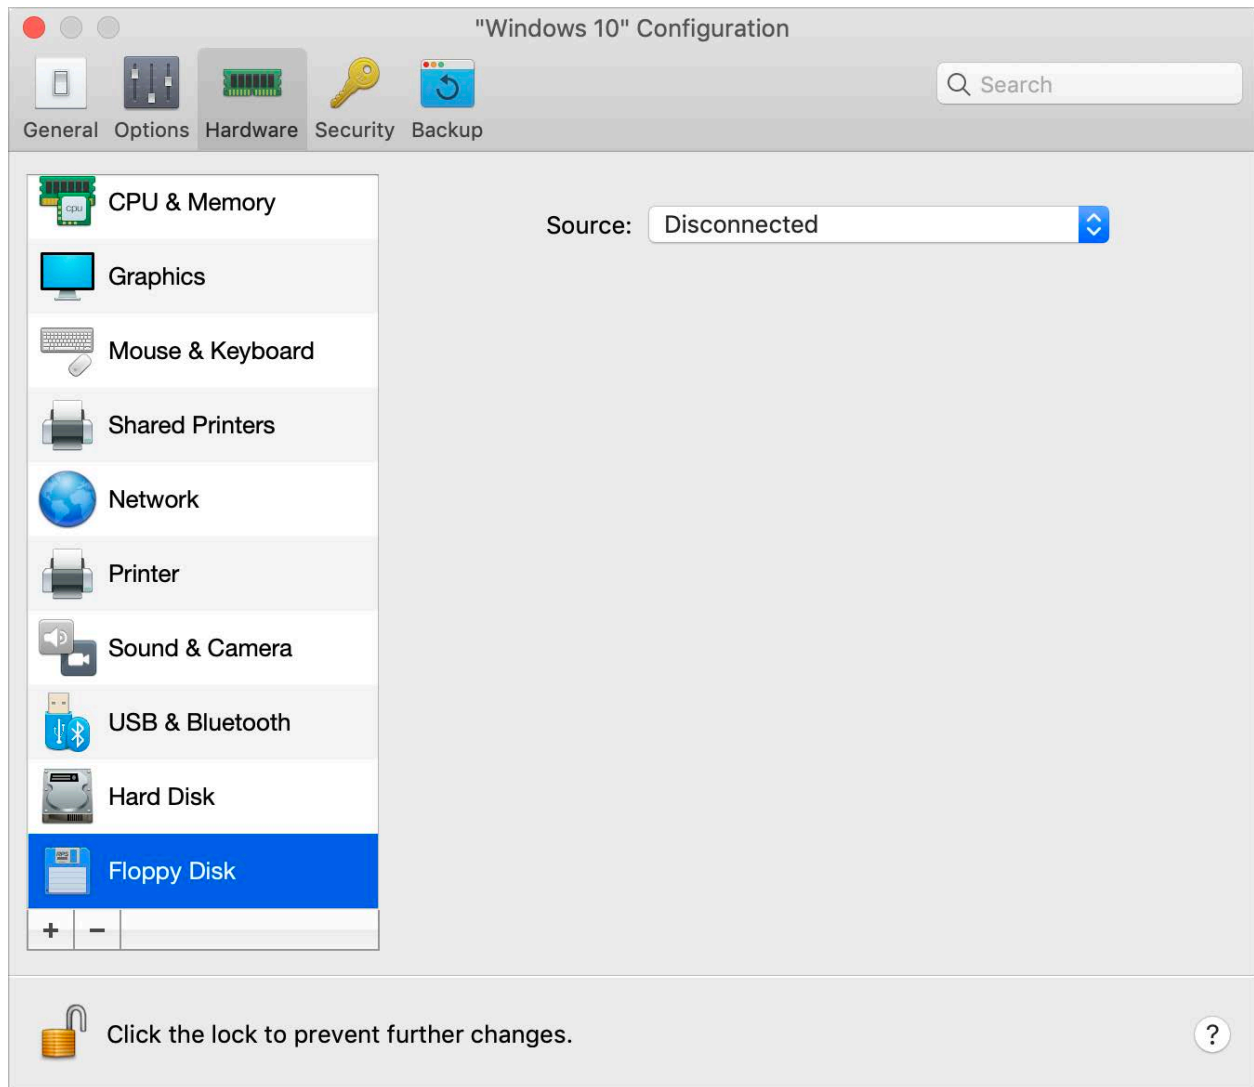 "Windows 10" Configuration
General Options Hardware Security Backup
Search
CPU & Memory
cpu
Source: Disconnected
Graphics
Mouse & Keyboard
Shared Printers
Network
Printer
Sound & Camera
USB & Bluetooth
Hard Disk
Floppy Disk
+ −
Click the lock to prevent further changes.
?